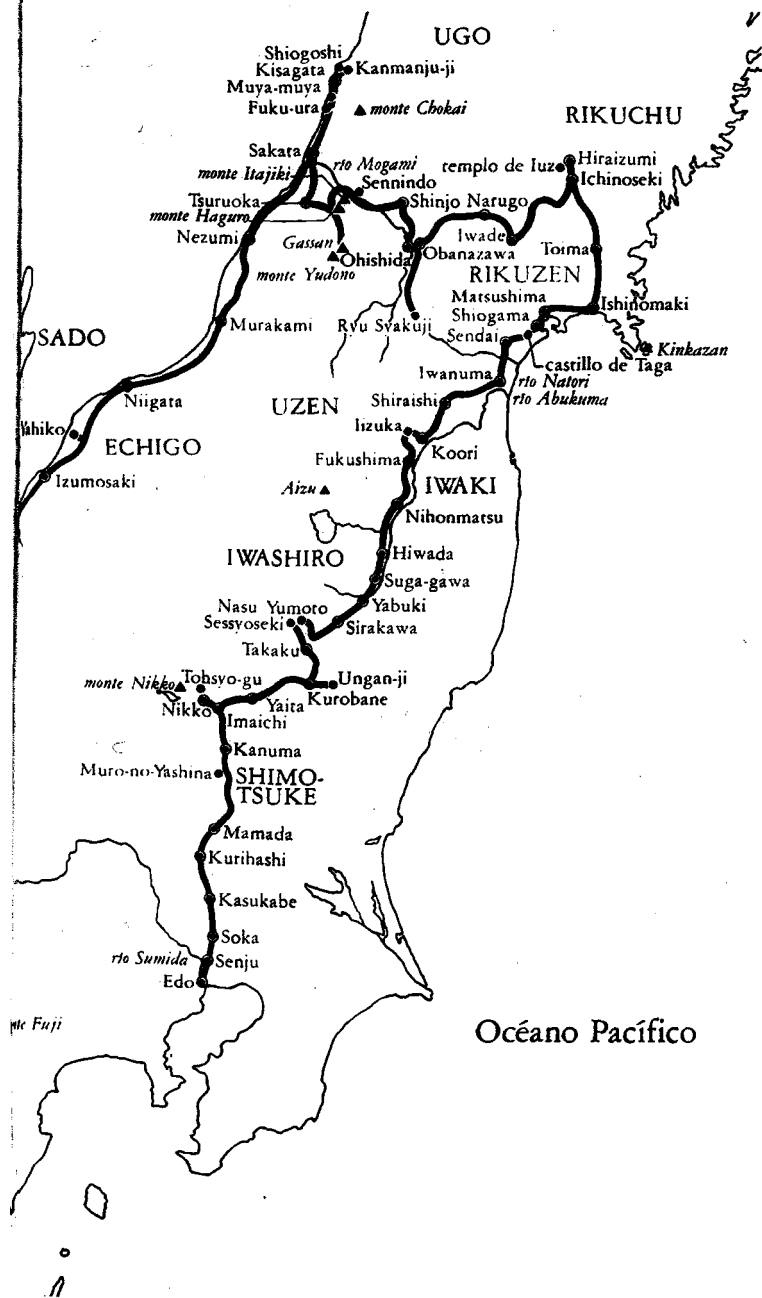 UGO
Shiogoshi
Kisagata
Kanmanju-ji
Muya-muya
Fuku-ura
monte Chokai
RIKUCHU
Sakata
río Mogami
monte Itajiki
templo de Iuz
Hiraizumi
Ichinoseki
Sennindo
Tsuruoka
Shinjo
Narugo
monte Haguro
Nezumi
Gassan
Ohishida
Obanazawa
Iwade
Toima
monte Yudono
RIKUZEN
Matsushima
Ishinomaki
Shiogama
SADO
Murakami
Ryu Syakuji
Sendai
Kinkazan
castillo de Taga
Iwanuma
río Natori
río Abukuma
Niigata
UZEN
Shiraishi
Yahiko
Iizuka
ECHIGO
Koori
Izumosaki
Fukushima
Aizu
IWAKI
Nihonmatsu
IWASHIRO
Hiwada
Suga-gawa
Nasu Yumoto
Yabuki
Sessyoseki
Sirakawa
Takaku
monte Nikko
Tohsyo-gu
Ungan-ji
Nikko
Yaita
Kurobane
Imaichi
Kanuma
Muro-no-Yashina
SHIMO-
TSUKE
Mamada
Kurihashi
Kasukabe
Soka
río Sumida
Senju
Edo
Fuji
Océano Pacífico